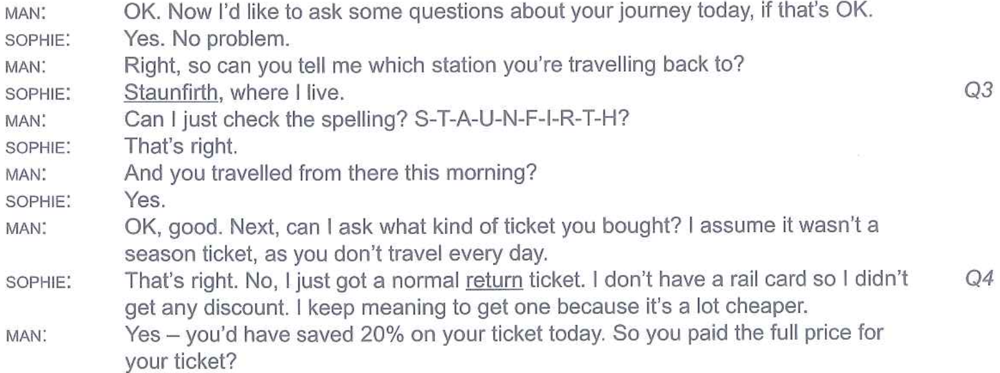 MAN: OK. Now I'd like to ask some questions about your journey today, if that's OK.
SOPHIE: Yes. No problem.
MAN: Right, so can you tell me which station you're travelling back to?
SOPHIE: Staunfirth, where I live. Q3
MAN: Can I just check the spelling? S-T-A-U-N-F-I-R-T-H?
SOPHIE: That's right.
MAN: And you travelled from there this morning?
SOPHIE: Yes.
MAN: OK, good. Next, can I ask what kind of ticket you bought? I assume it wasn't a
season ticket, as you don't travel every day.
SOPHIE: That's right. No, I just got a normal return ticket. I don't have a rail card so I didn't Q4
get any discount. I keep meaning to get one because it's a lot cheaper.
MAN: Yes – you'd have saved 20% on your ticket today. So you paid the full price for
your ticket?